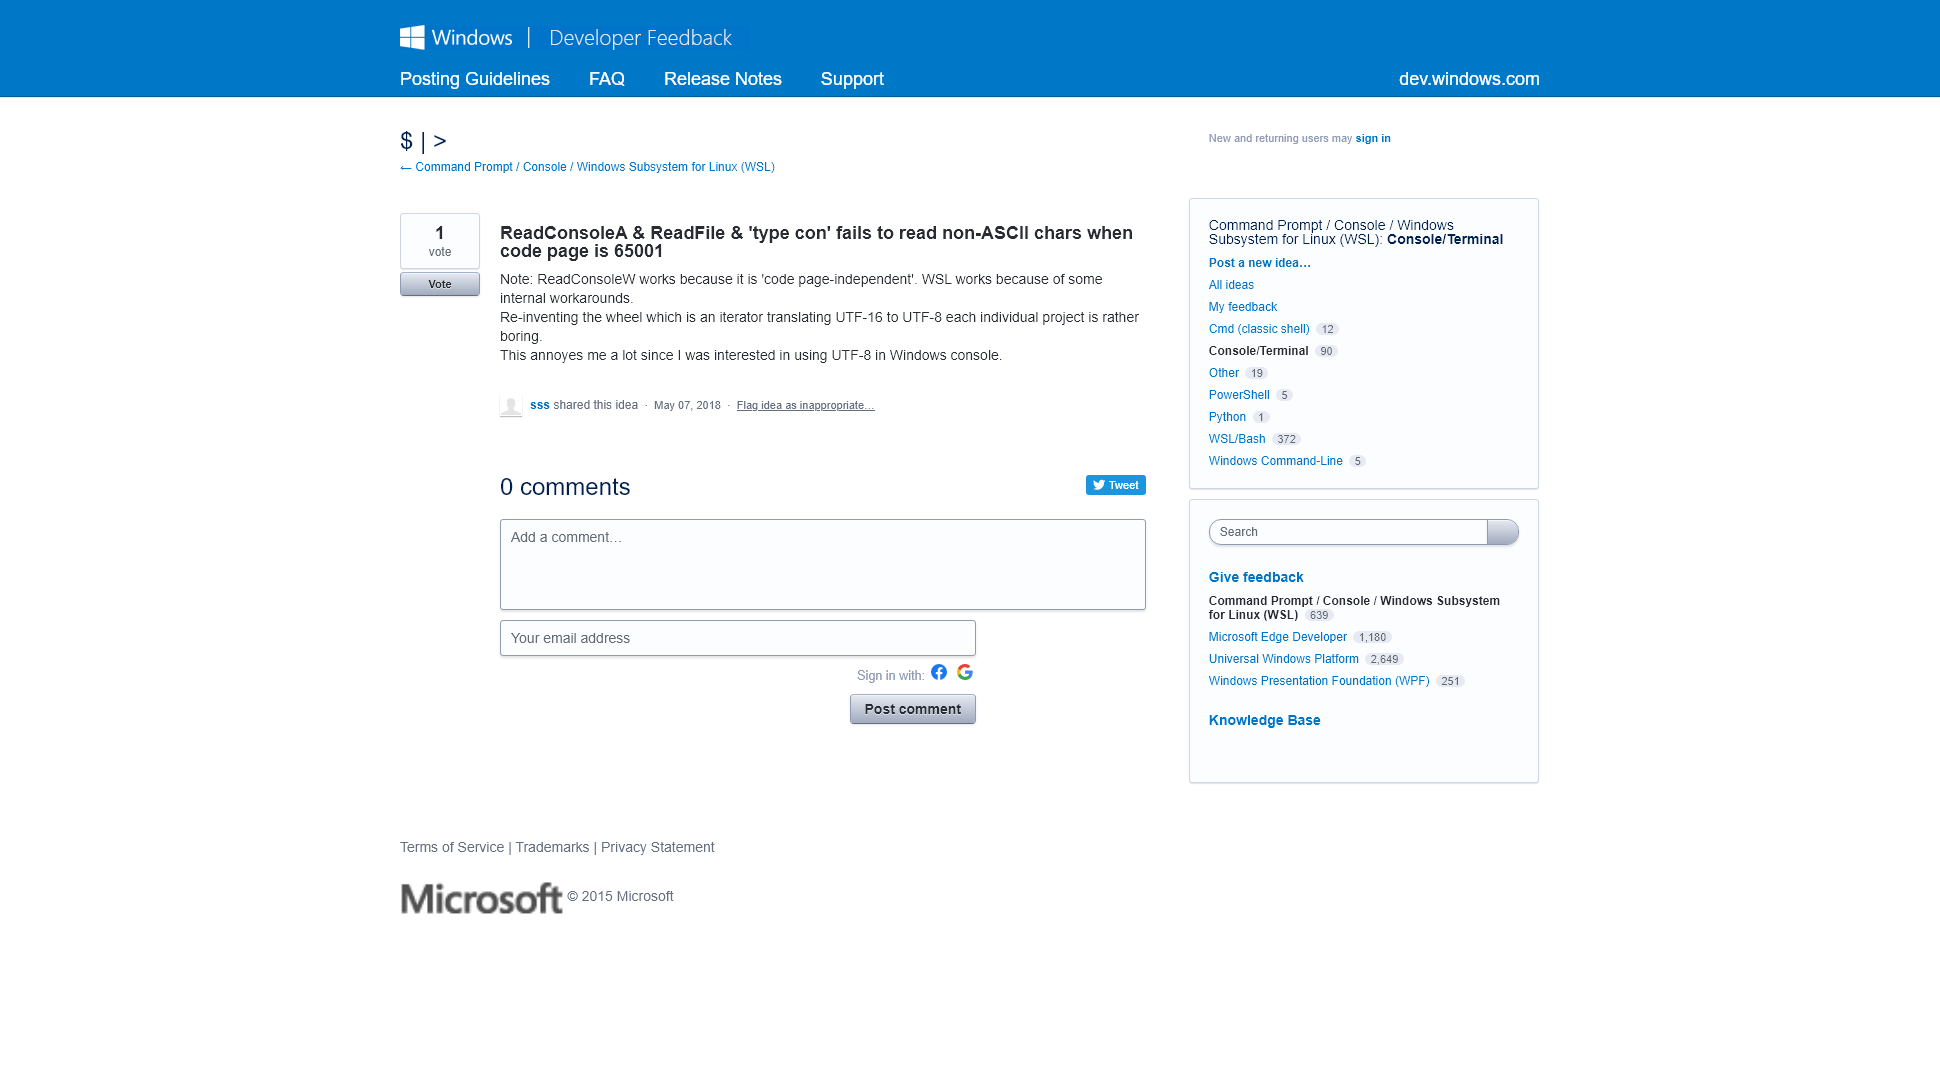 Windows | Developer Feedback
Posting Guidelines FAQ Release Notes Support dev.windows.com
$ | >
New and returning users may sign in
← Command Prompt / Console / Windows Subsystem for Linux (WSL)
1
vote
Vote
ReadConsoleA & ReadFile & 'type con' fails to read non-ASCII chars when
code page is 65001
Note: ReadConsoleW works because it is 'code page-independent'. WSL works because of some
internal workarounds.
Re-inventing the wheel which is an iterator translating UTF-16 to UTF-8 each individual project is rather
boring.
This annoyes me a lot since I was interested in using UTF-8 in Windows console.
sss shared this idea · May 07, 2018 · Flag idea as inappropriate…
0 comments
Tweet
Add a comment…
Your email address
Sign in with:
Post comment
Command Prompt / Console / Windows
Subsystem for Linux (WSL): Console/Terminal
Post a new idea…
All ideas
My feedback
Cmd (classic shell) 12
Console/Terminal 90
Other 19
PowerShell 5
Python 1
WSL/Bash 372
Windows Command-Line 5
Search
Give feedback
Command Prompt / Console / Windows Subsystem
for Linux (WSL) 639
Microsoft Edge Developer 1,180
Universal Windows Platform 2,649
Windows Presentation Foundation (WPF) 251
Knowledge Base
Terms of Service | Trademarks | Privacy Statement
Microsoft © 2015 Microsoft